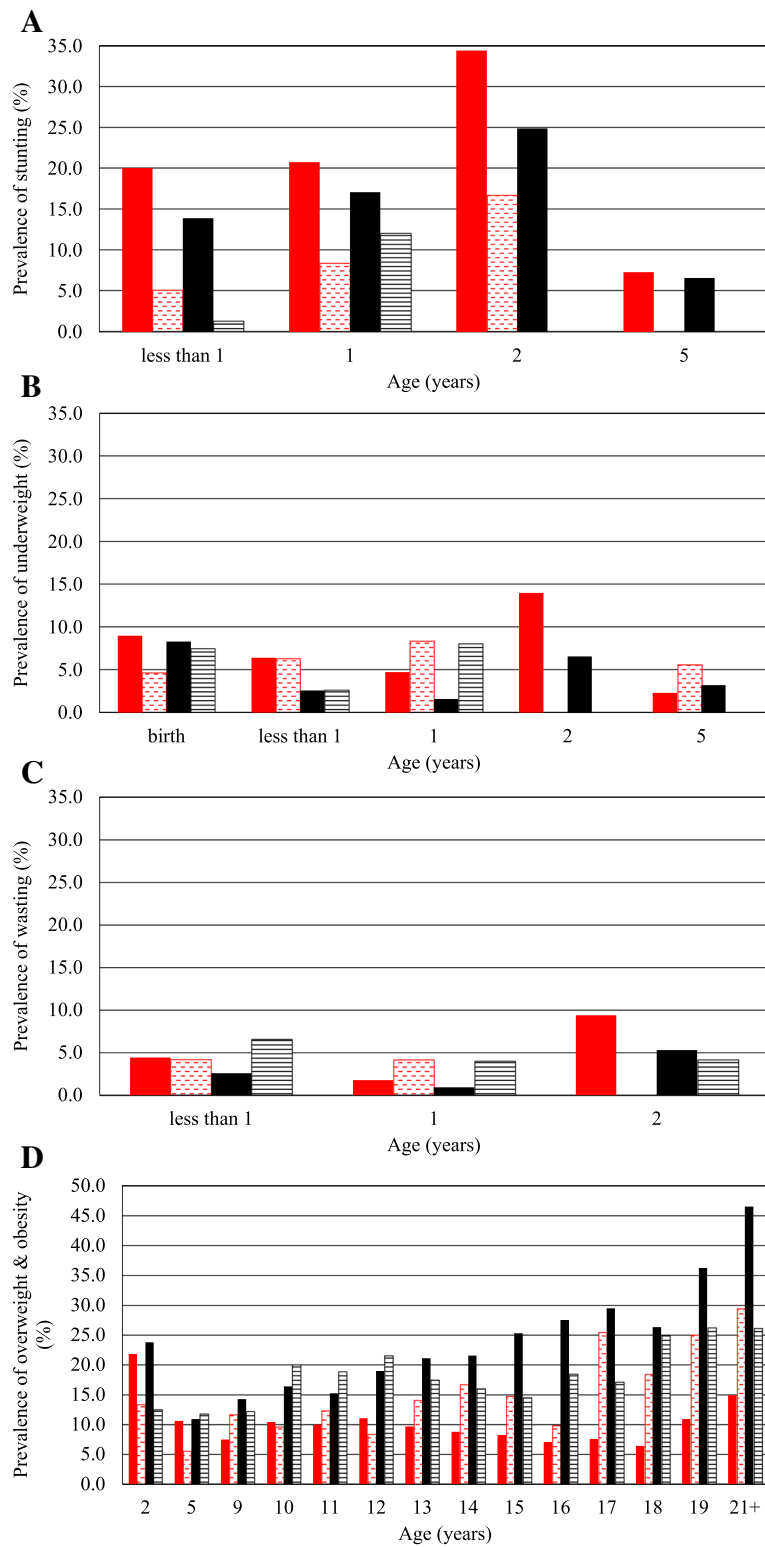 A
Prevalence of stunting (%)
35.0
30.0
25.0
20.0
15.0
10.0
5.0
0.0
less than 1 1 2 5
Age (years)
B
Prevalence of underweight (%)
35.0
30.0
25.0
20.0
15.0
10.0
5.0
0.0
birth less than 1 1 2 5
Age (years)
C
Prevalence of wasting (%)
35.0
30.0
25.0
20.0
15.0
10.0
5.0
0.0
less than 1 1 2
Age (years)
D
Prevalence of overweight & obesity
(%)
50.0
45.0
40.0
35.0
30.0
25.0
20.0
15.0
10.0
5.0
0.0
2 5 9 10 11 12 13 14 15 16 17 18 19 21+
Age (years)